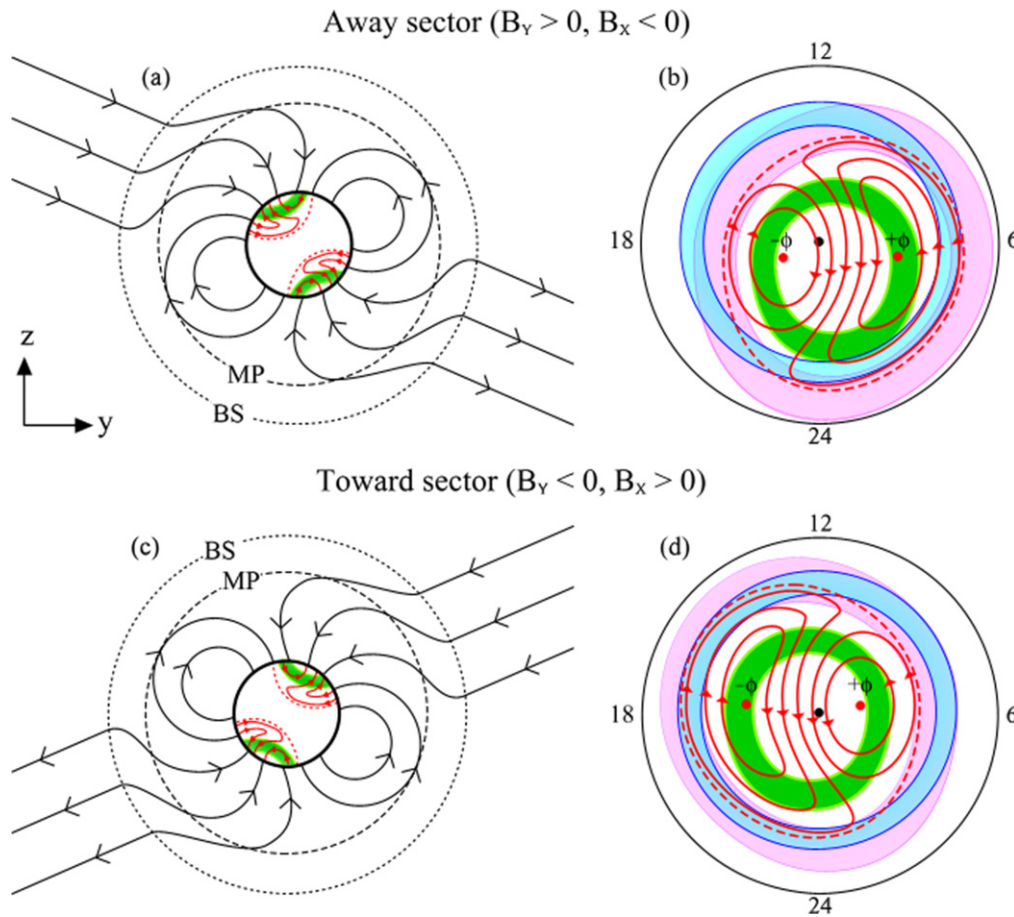 Away sector (B_Y > 0, B_X < 0)
(a)
(b)
12
18
-ϕ
+ϕ
6
24
MP
BS
z
y
Toward sector (B_Y < 0, B_X > 0)
(c)
(d)
BS
MP
12
18
-ϕ
+ϕ
6
24